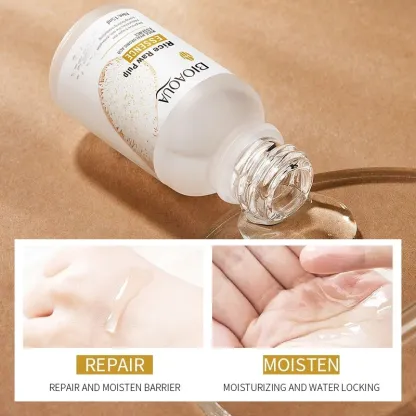 BIOAQUA
Rice Raw Pulp
ESSENCE
REPAIR
MOISTEN
REPAIR AND MOISTEN BARRIER
MOISTURIZING AND WATER LOCKING